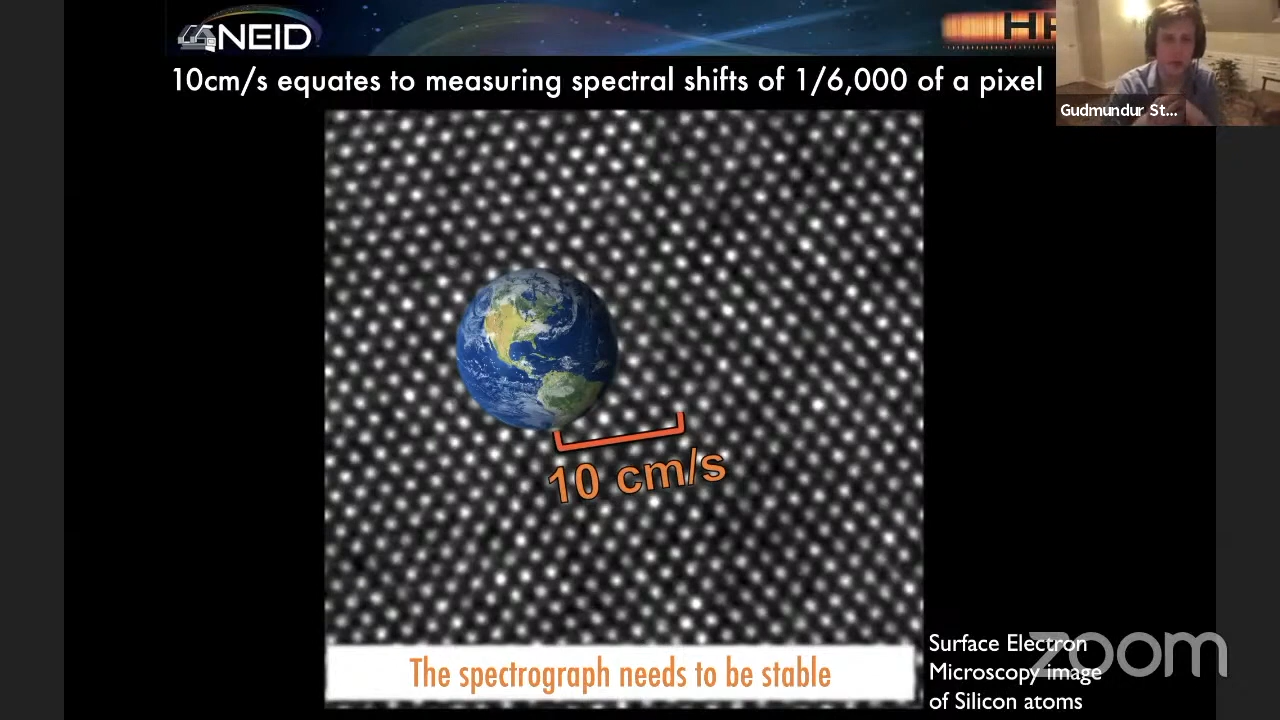 NEID
HP
10cm/s equates to measuring spectral shifts of 1/6,000 of a pixel
Gudmundur St...
10 cm/s
The spectrograph needs to be stable
Surface Electron
Microscopy image
of Silicon atoms
zoom